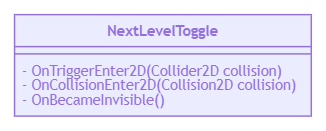 NextLevelToggle
- OnTriggerEnter2D(Collider2D collision)
- OnCollisionEnter2D(Collision2D collision)
- OnBecameInvisible()